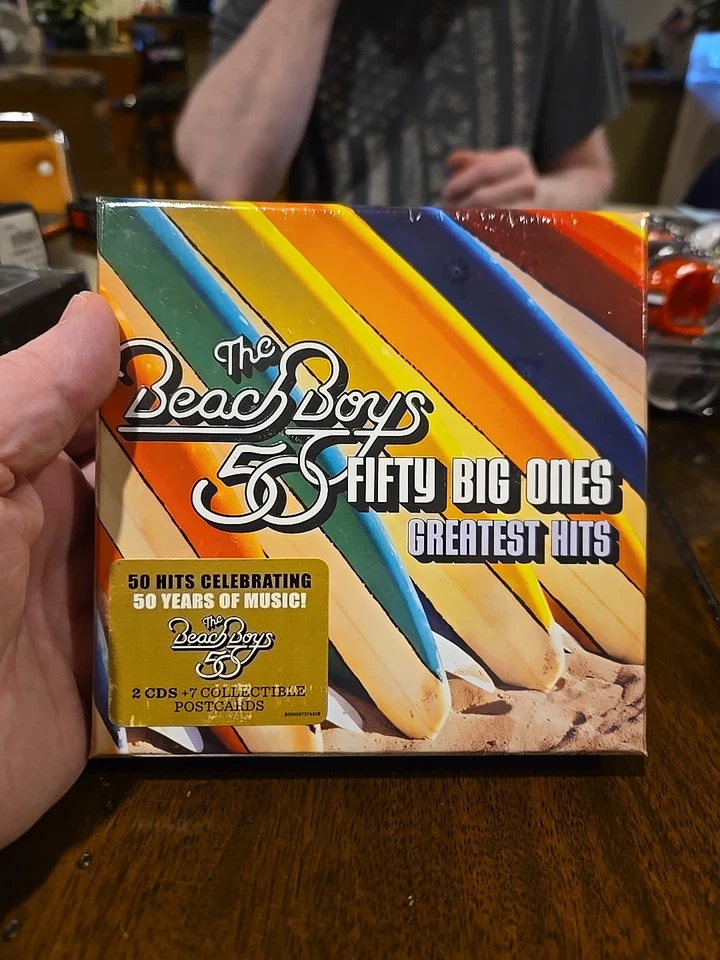 The
Beach Boys
50 FIFTY BIG ONES
GREATEST HITS
50 HITS CELEBRATING
50 YEARS OF MUSIC!
The
Beach Boys
50
2 CDS +7 COLLECTIBLE
POSTCARDS